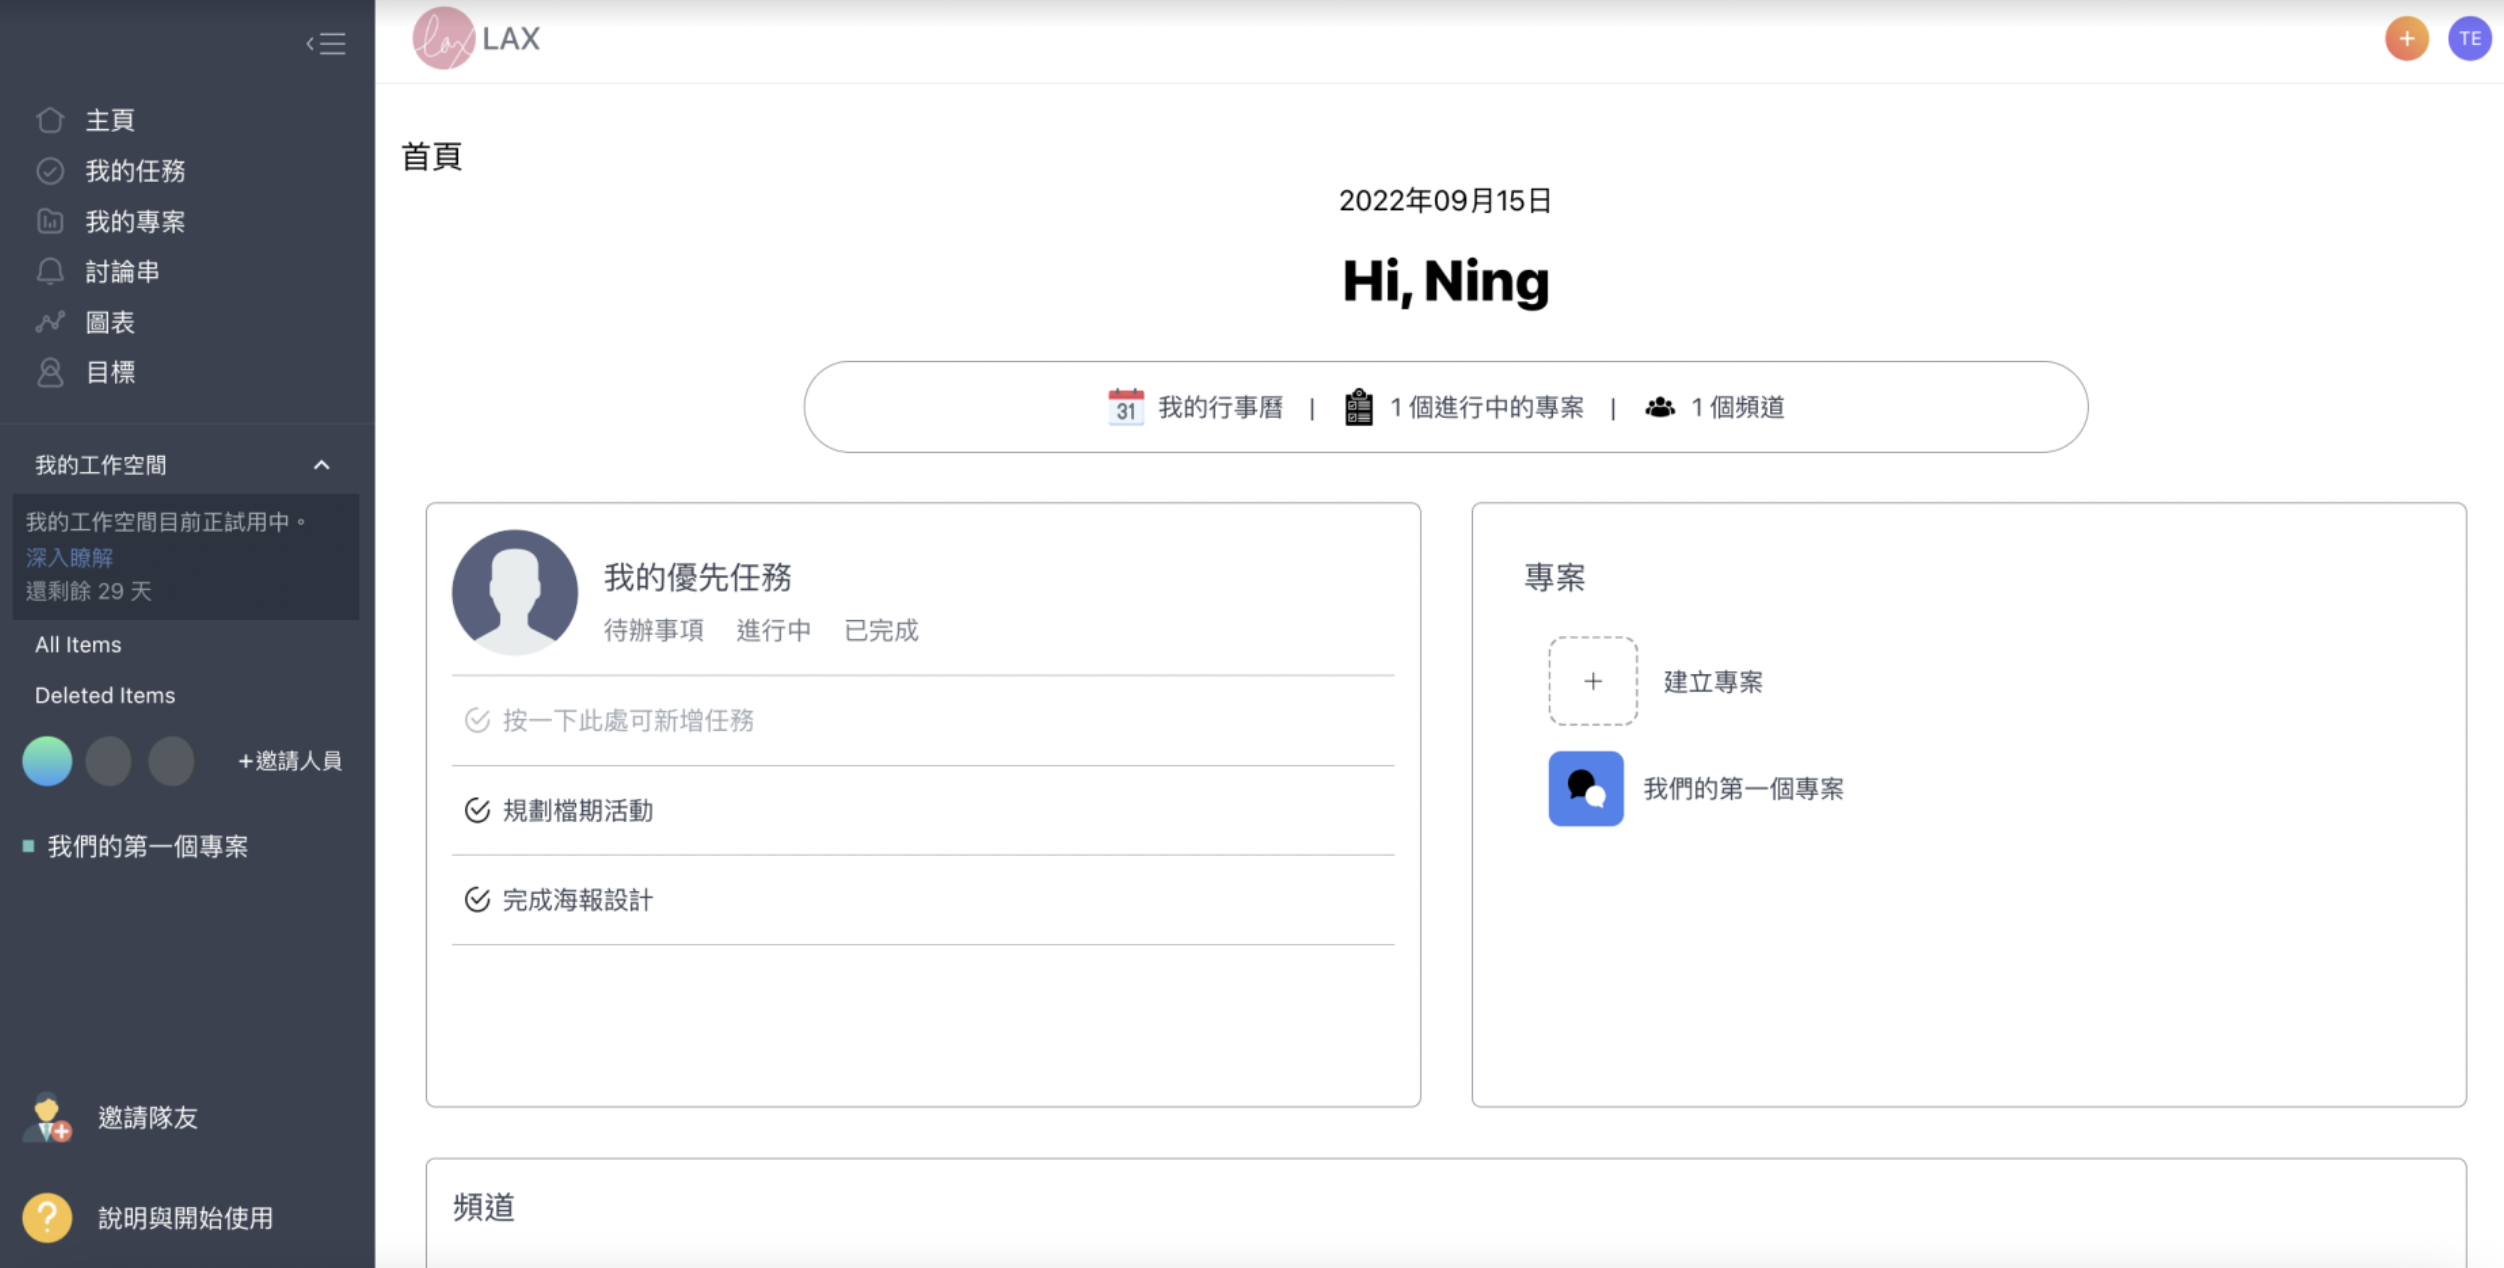 主頁
我的任務
我的專案
討論串
圖表
目標
我的工作空間
我的工作空間目前正試用中。
深入瞭解
還剩餘 29 天
All Items
Deleted Items
+邀請人員
我們的第一個專案
邀請隊友
? 說明與開始使用
lax LAX
+ TE
首頁
2022年09月15日
Hi, Ning
31 我的行事曆 | 1 個進行中的專案 | 1 個頻道
我的優先任務
待辦事項 進行中 已完成
按一下此處可新增任務
規劃檔期活動
完成海報設計
專案
+ 建立專案
我們的第一個專案
頻道